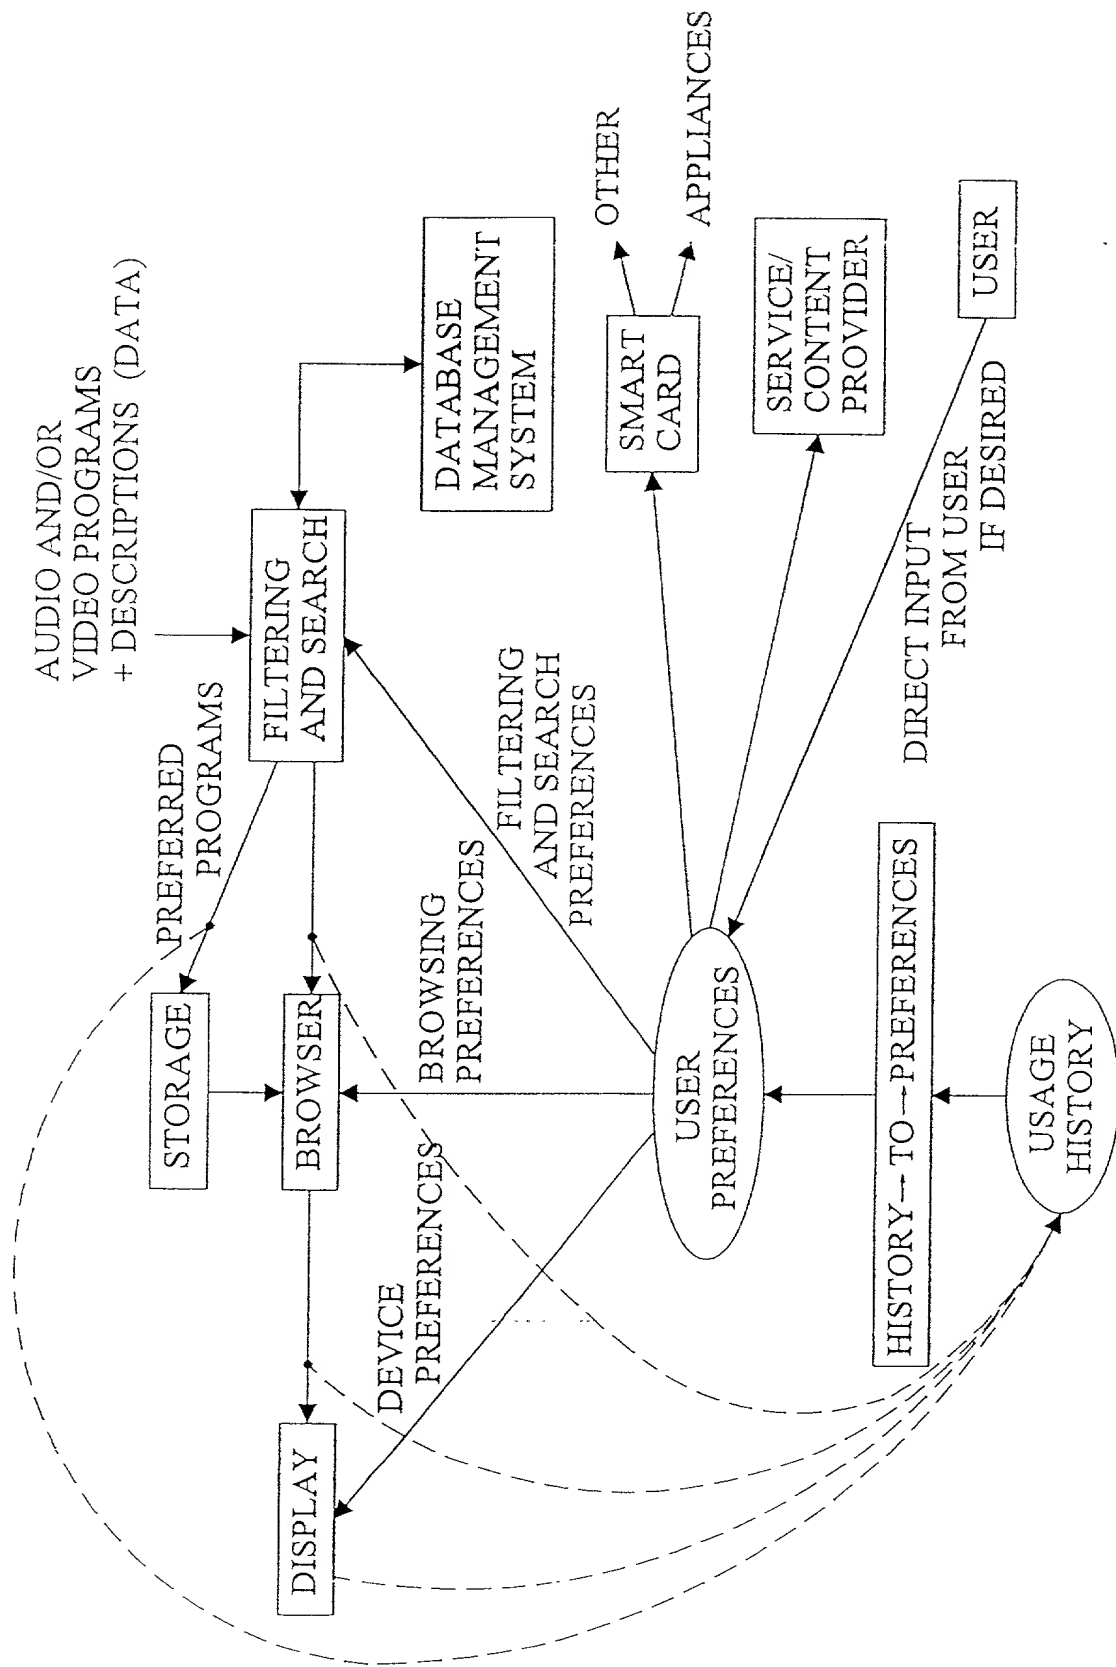 AUDIO AND/OR
VIDEO PROGRAMS
+ DESCRIPTIONS (DATA)
PREFERRED
PROGRAMS
STORAGE
FILTERING
AND SEARCH
DISPLAY
BROWSER
DEVICE
PREFERENCES
BROWSING
PREFERENCES
FILTERING
AND SEARCH
PREFERENCES
DATABASE
MANAGEMENT
SYSTEM
OTHER
SMART
CARD
APPLIANCES
USER
PREFERENCES
SERVICE/
CONTENT
PROVIDER
DIRECT INPUT
FROM USER
IF DESIRED
USER
HISTORY→TO→PREFERENCES
USAGE
HISTORY